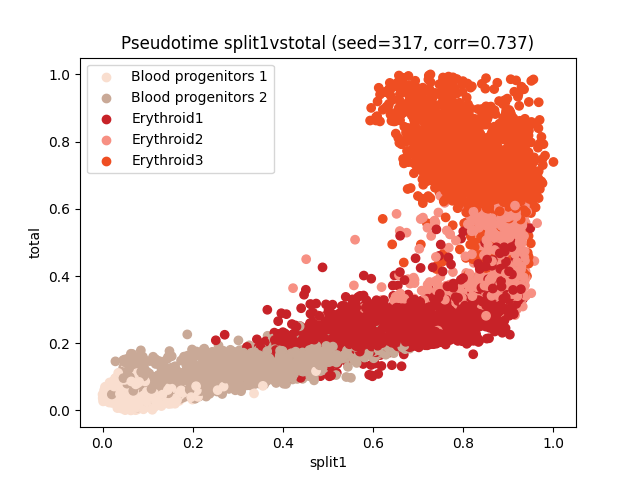 Pseudotime split1vstotal (seed=317, corr=0.737)
Blood progenitors 1
Blood progenitors 2
Erythroid1
Erythroid2
Erythroid3
1.0
0.8
0.6
0.4
0.2
0.0
total
0.0 0.2 0.4 0.6 0.8 1.0
split1